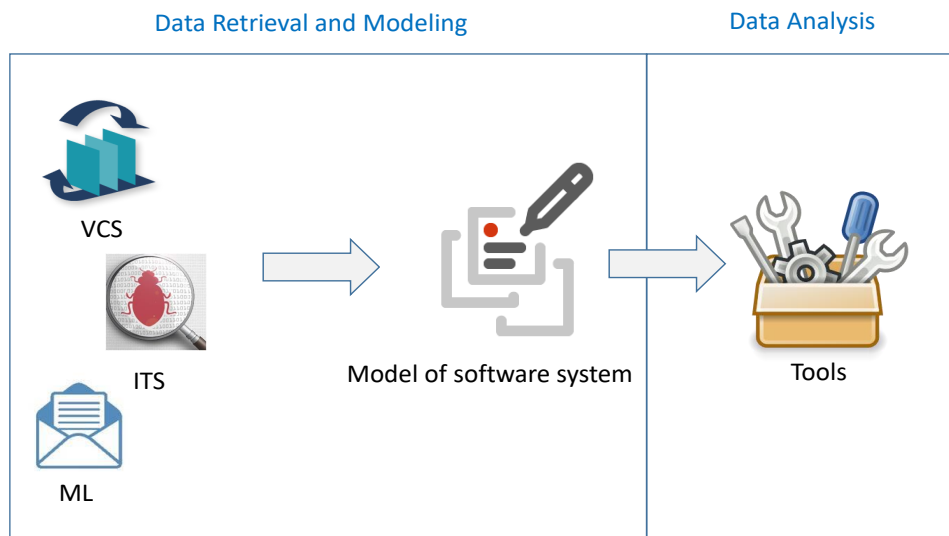 Data Retrieval and Modeling
Data Analysis
VCS
ITS
ML
Model of software system
Tools